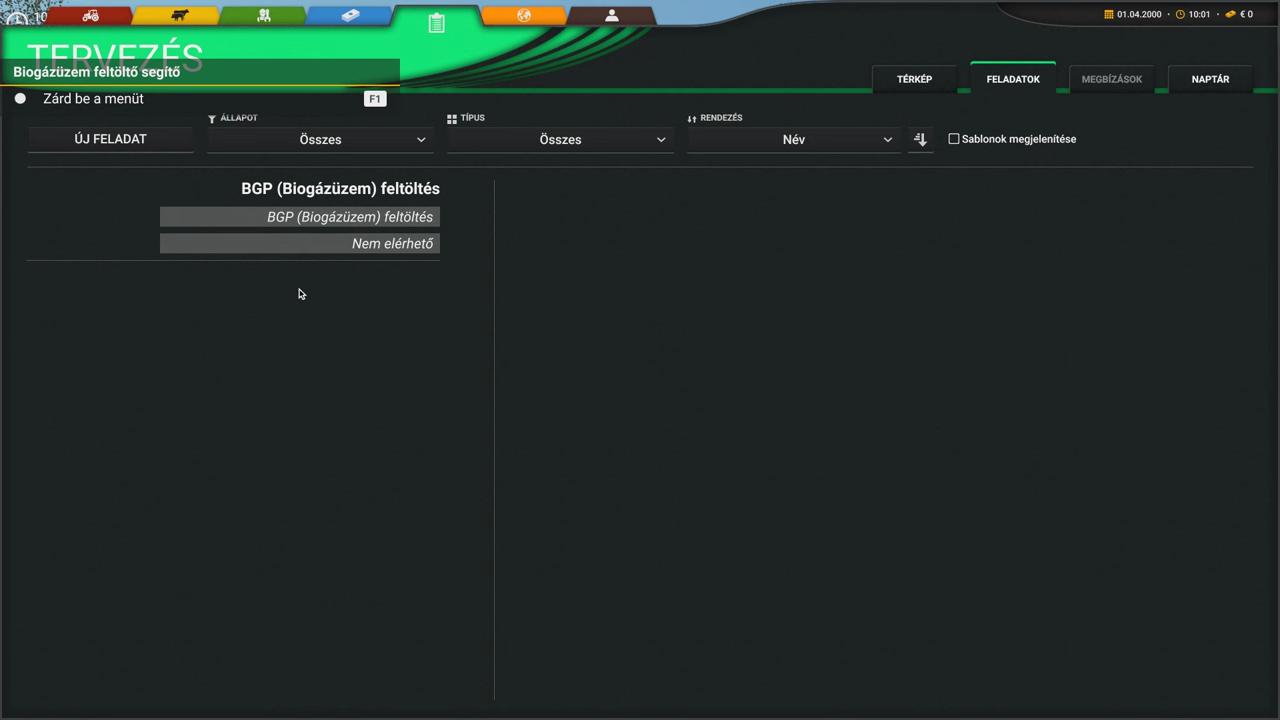 10
01.04.2000 · 10:01 · € 0
TERVEZÉS
Biogázüzem feltöltő segítő
Zárd be a menüt F1
TÉRKÉP FELADATOK MEGBÍZÁSOK NAPTÁR
ÁLLAPOT TÍPUS RENDEZÉS
ÚJ FELADAT Összes Összes Név Sablonok megjelenítése
BGP (Biogázüzem) feltöltés
BGP (Biogázüzem) feltöltés
Nem elérhető